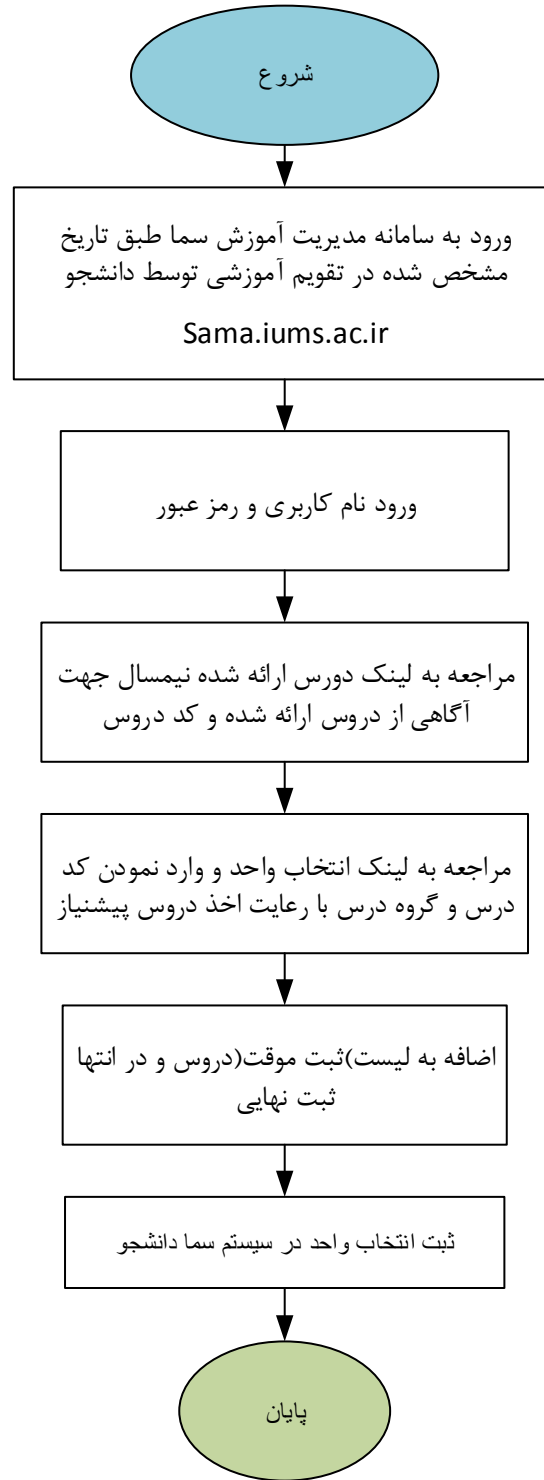 شروع
ورود به سامانه مدیریت آموزش سما طبق تاریخ
مشخص شده در تقویم آموزشی توسط دانشجو
Sama.iums.ac.ir
ورود نام کاربری و رمز عبور
مراجعه به لینک دورس ارائه شده نیمسال جهت
آگاهی از دروس ارائه شده و کد دروس
مراجعه به لینک انتخاب واحد و وارد نمودن کد
درس و گروه درس با رعایت اخذ دروس پیشنیاز
اضافه به لیست)ثبت موقت(دروس و در انتها
ثبت نهایی
ثبت انتخاب واحد در سیستم سما دانشجو
پایان